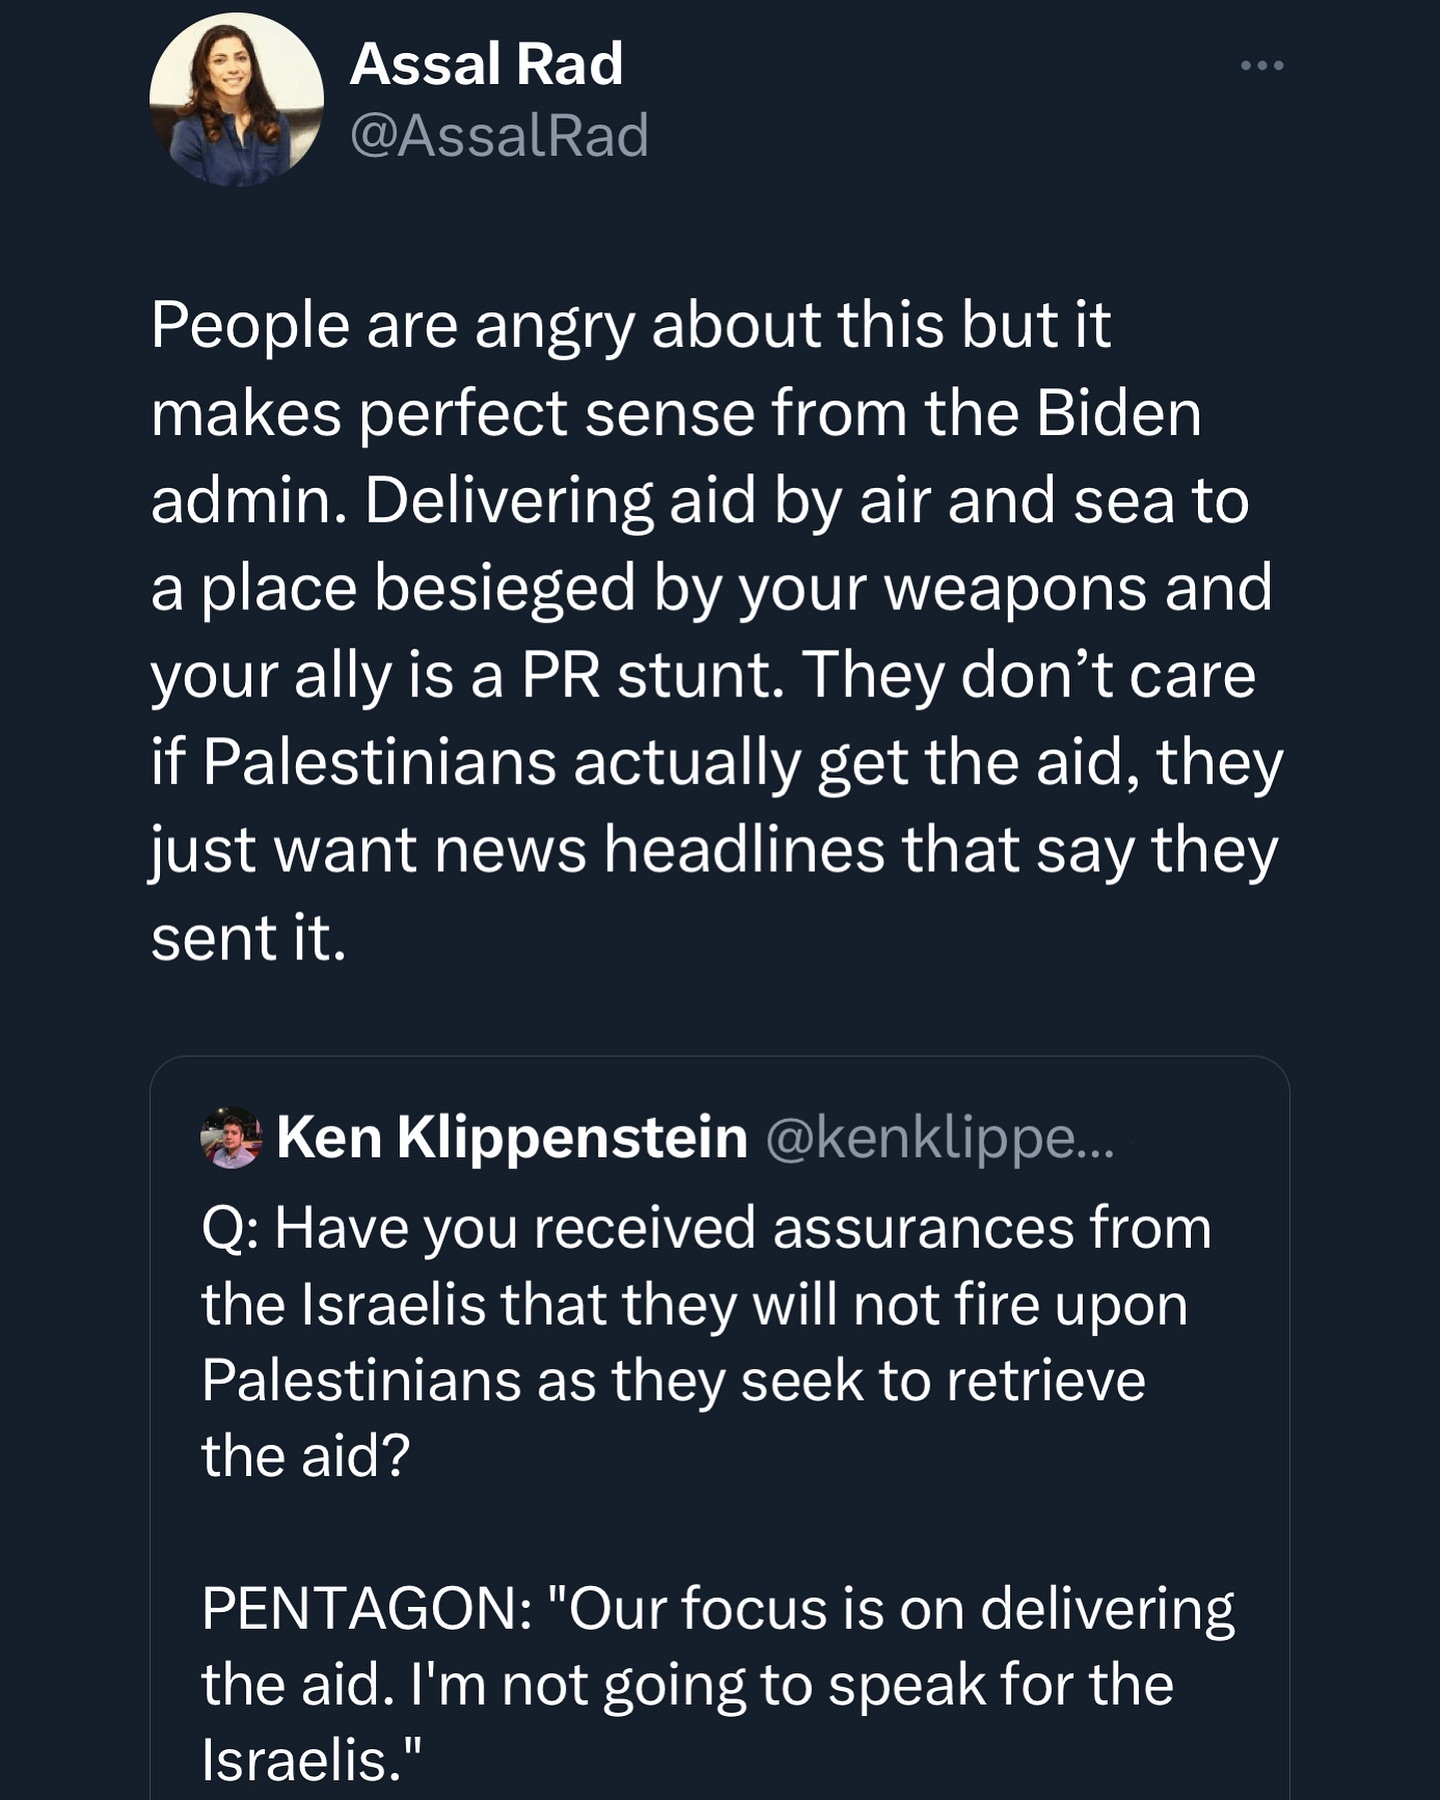 Assal Rad
@AssalRad
People are angry about this but it
makes perfect sense from the Biden
admin. Delivering aid by air and sea to
a place besieged by your weapons and
your ally is a PR stunt. They don’t care
if Palestinians actually get the aid, they
just want news headlines that say they
sent it.
Ken Klippenstein @kenklippe...
Q: Have you received assurances from
the Israelis that they will not fire upon
Palestinians as they seek to retrieve
the aid?
PENTAGON: "Our focus is on delivering
the aid. I'm not going to speak for the
Israelis."